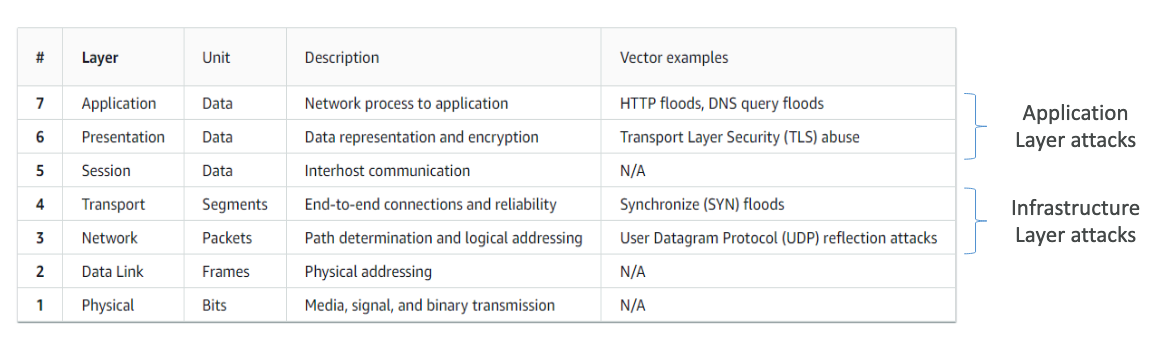 # Layer Unit Description Vector examples
7 Application Data Network process to application HTTP floods, DNS query floods
6 Presentation Data Data representation and encryption Transport Layer Security (TLS) abuse
5 Session Data Interhost communication N/A
4 Transport Segments End-to-end connections and reliability Synchronize (SYN) floods
3 Network Packets Path determination and logical addressing User Datagram Protocol (UDP) reflection attacks
2 Data Link Frames Physical addressing N/A
1 Physical Bits Media, signal, and binary transmission N/A
Application
Layer attacks
Infrastructure
Layer attacks